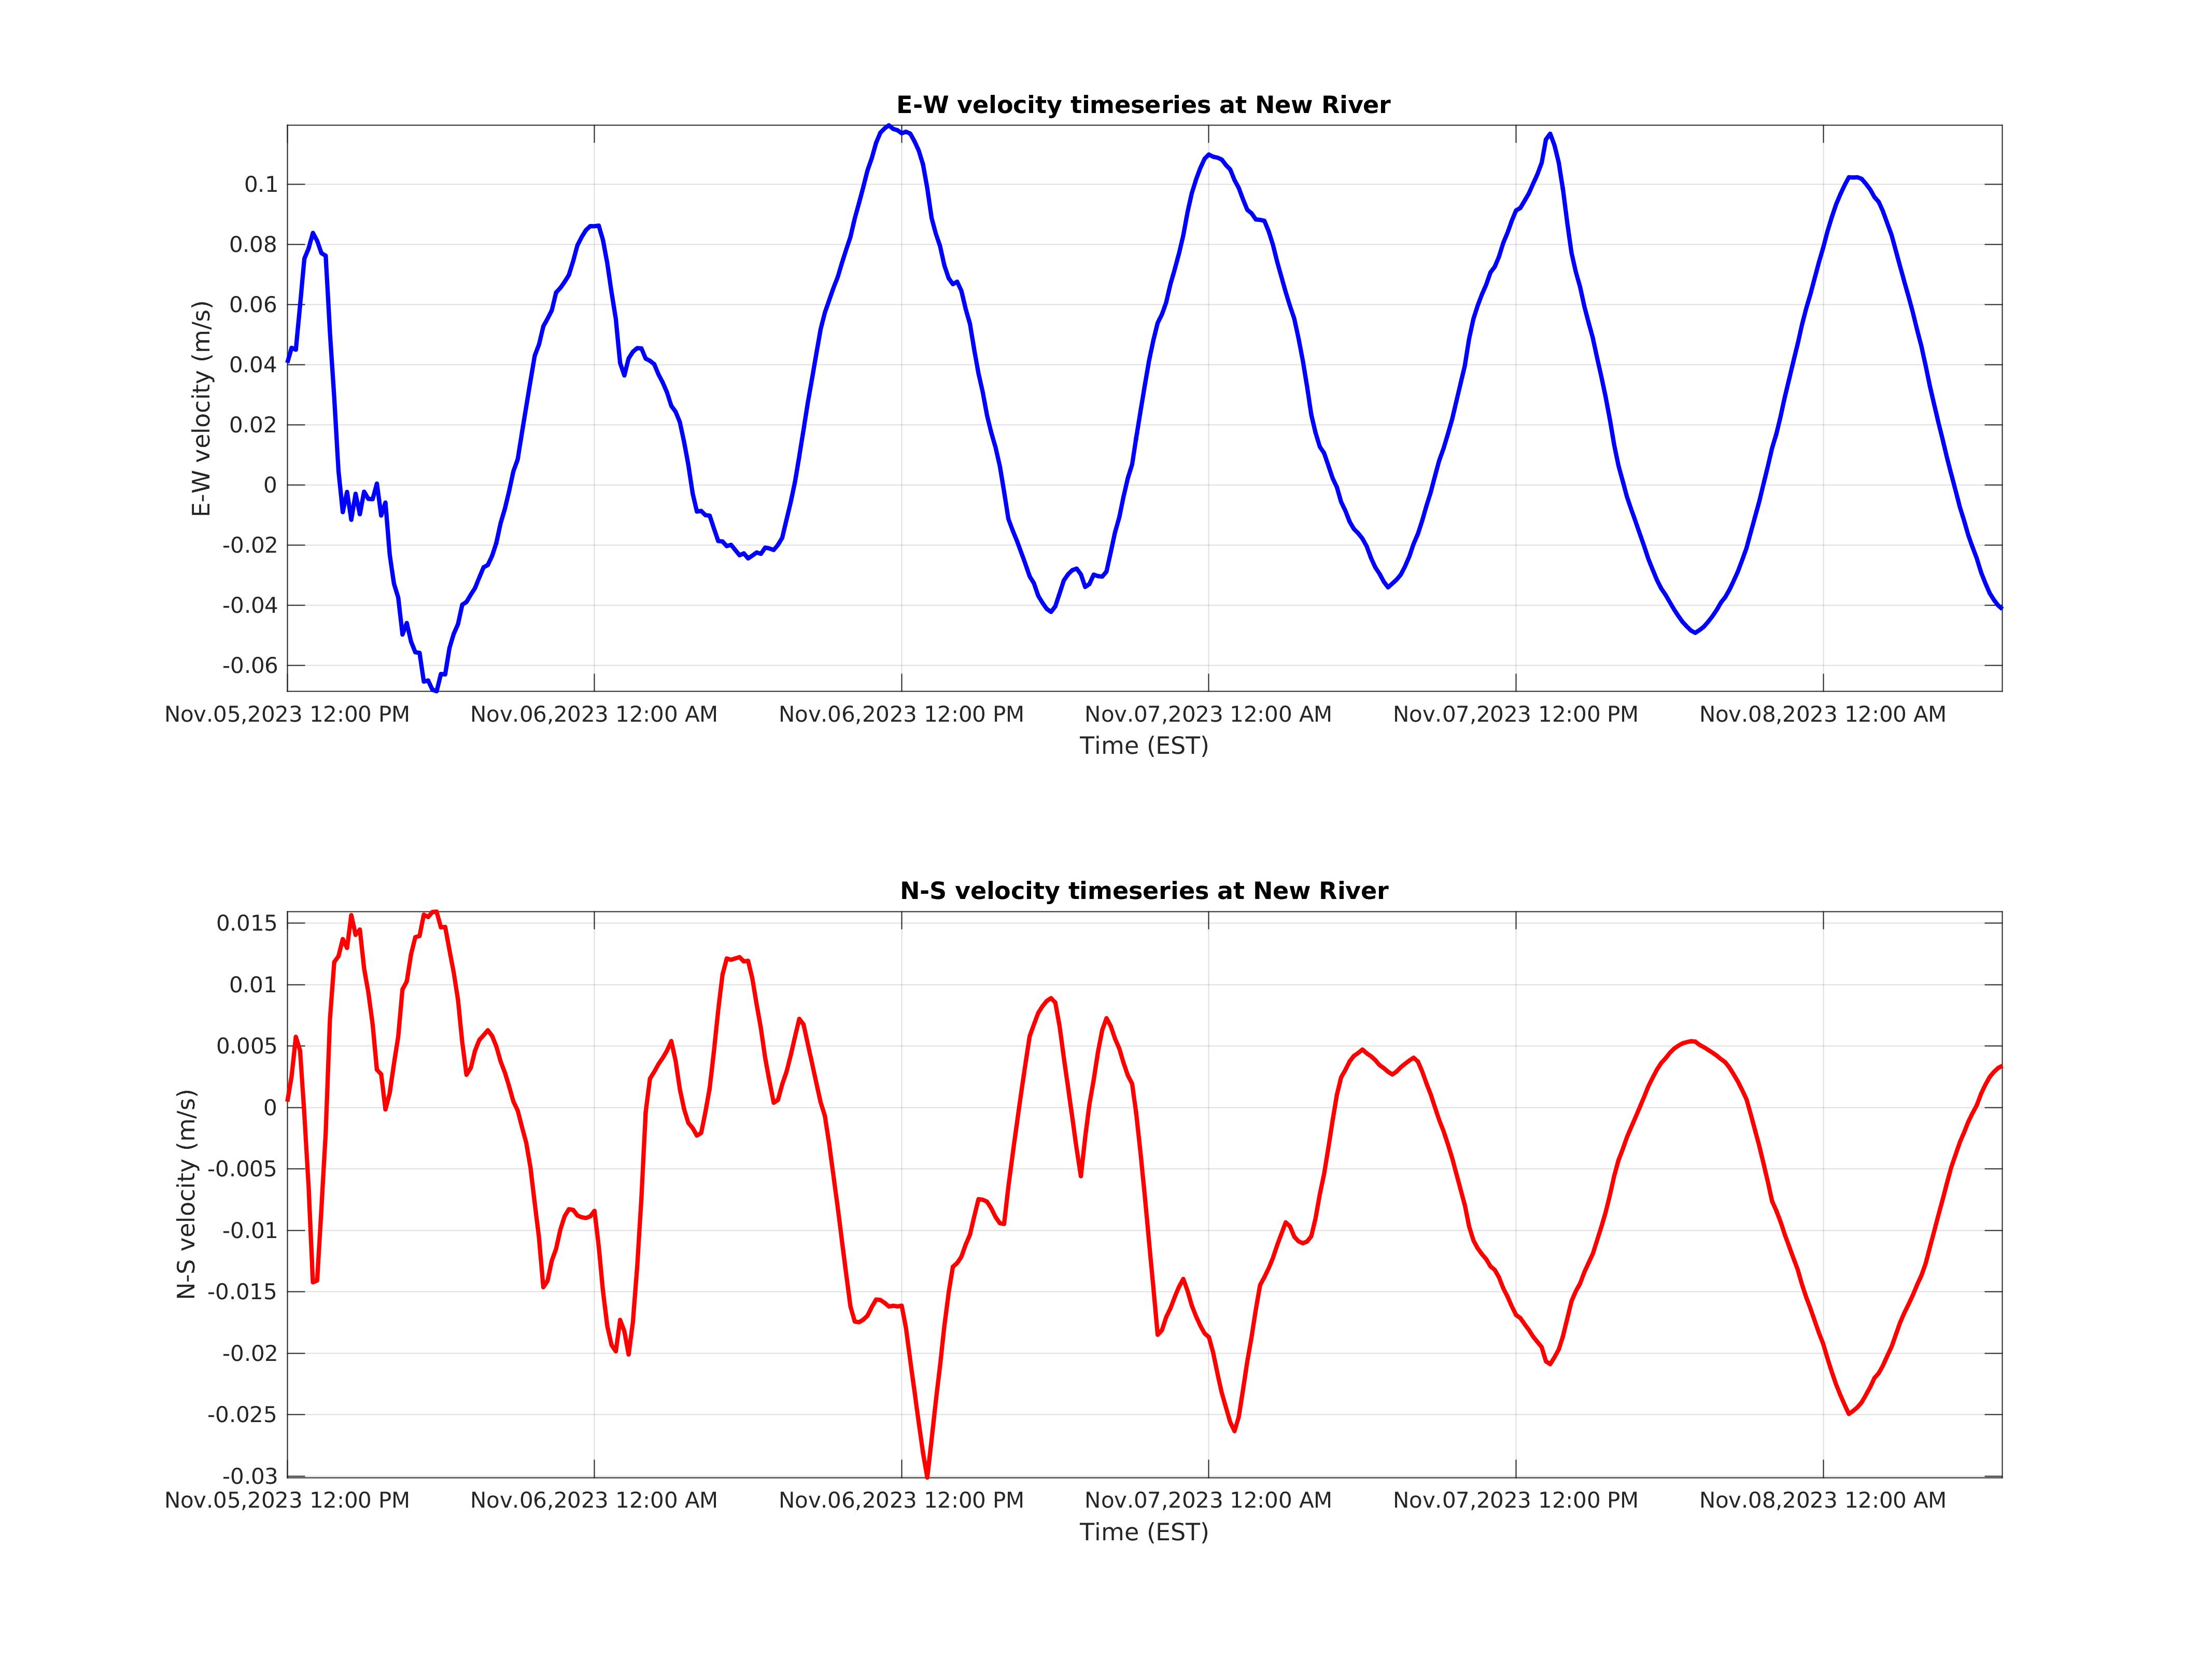 E-W velocity timeseries at New River
E-W velocity (m/s)
0.1
0.08
0.06
0.04
0.02
0
-0.02
-0.04
-0.06
Nov.05,2023 12:00 PM Nov.06,2023 12:00 AM Nov.06,2023 12:00 PM Nov.07,2023 12:00 AM Nov.07,2023 12:00 PM Nov.08,2023 12:00 AM
Time (EST)
N-S velocity timeseries at New River
N-S velocity (m/s)
0.015
0.01
0.005
0
-0.005
-0.01
-0.015
-0.02
-0.025
-0.03
Nov.05,2023 12:00 PM Nov.06,2023 12:00 AM Nov.06,2023 12:00 PM Nov.07,2023 12:00 AM Nov.07,2023 12:00 PM Nov.08,2023 12:00 AM
Time (EST)